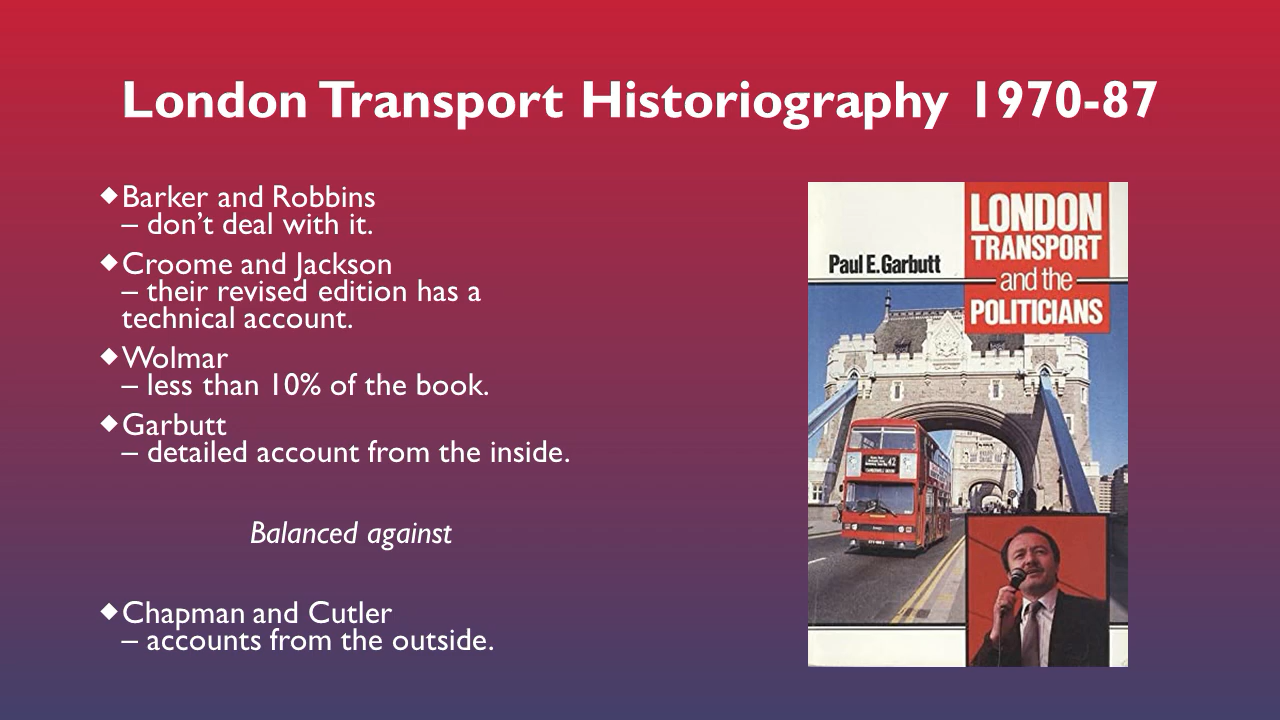 London Transport Historiography 1970-87
◆Barker and Robbins
– don’t deal with it.
◆Croome and Jackson
– their revised edition has a
technical account.
◆Wolmar
– less than 10% of the book.
◆Garbutt
– detailed account from the inside.
Balanced against
◆Chapman and Cutler
– accounts from the outside.
Paul E. Garbutt
LONDON
TRANSPORT
and the
POLITICIANS
42